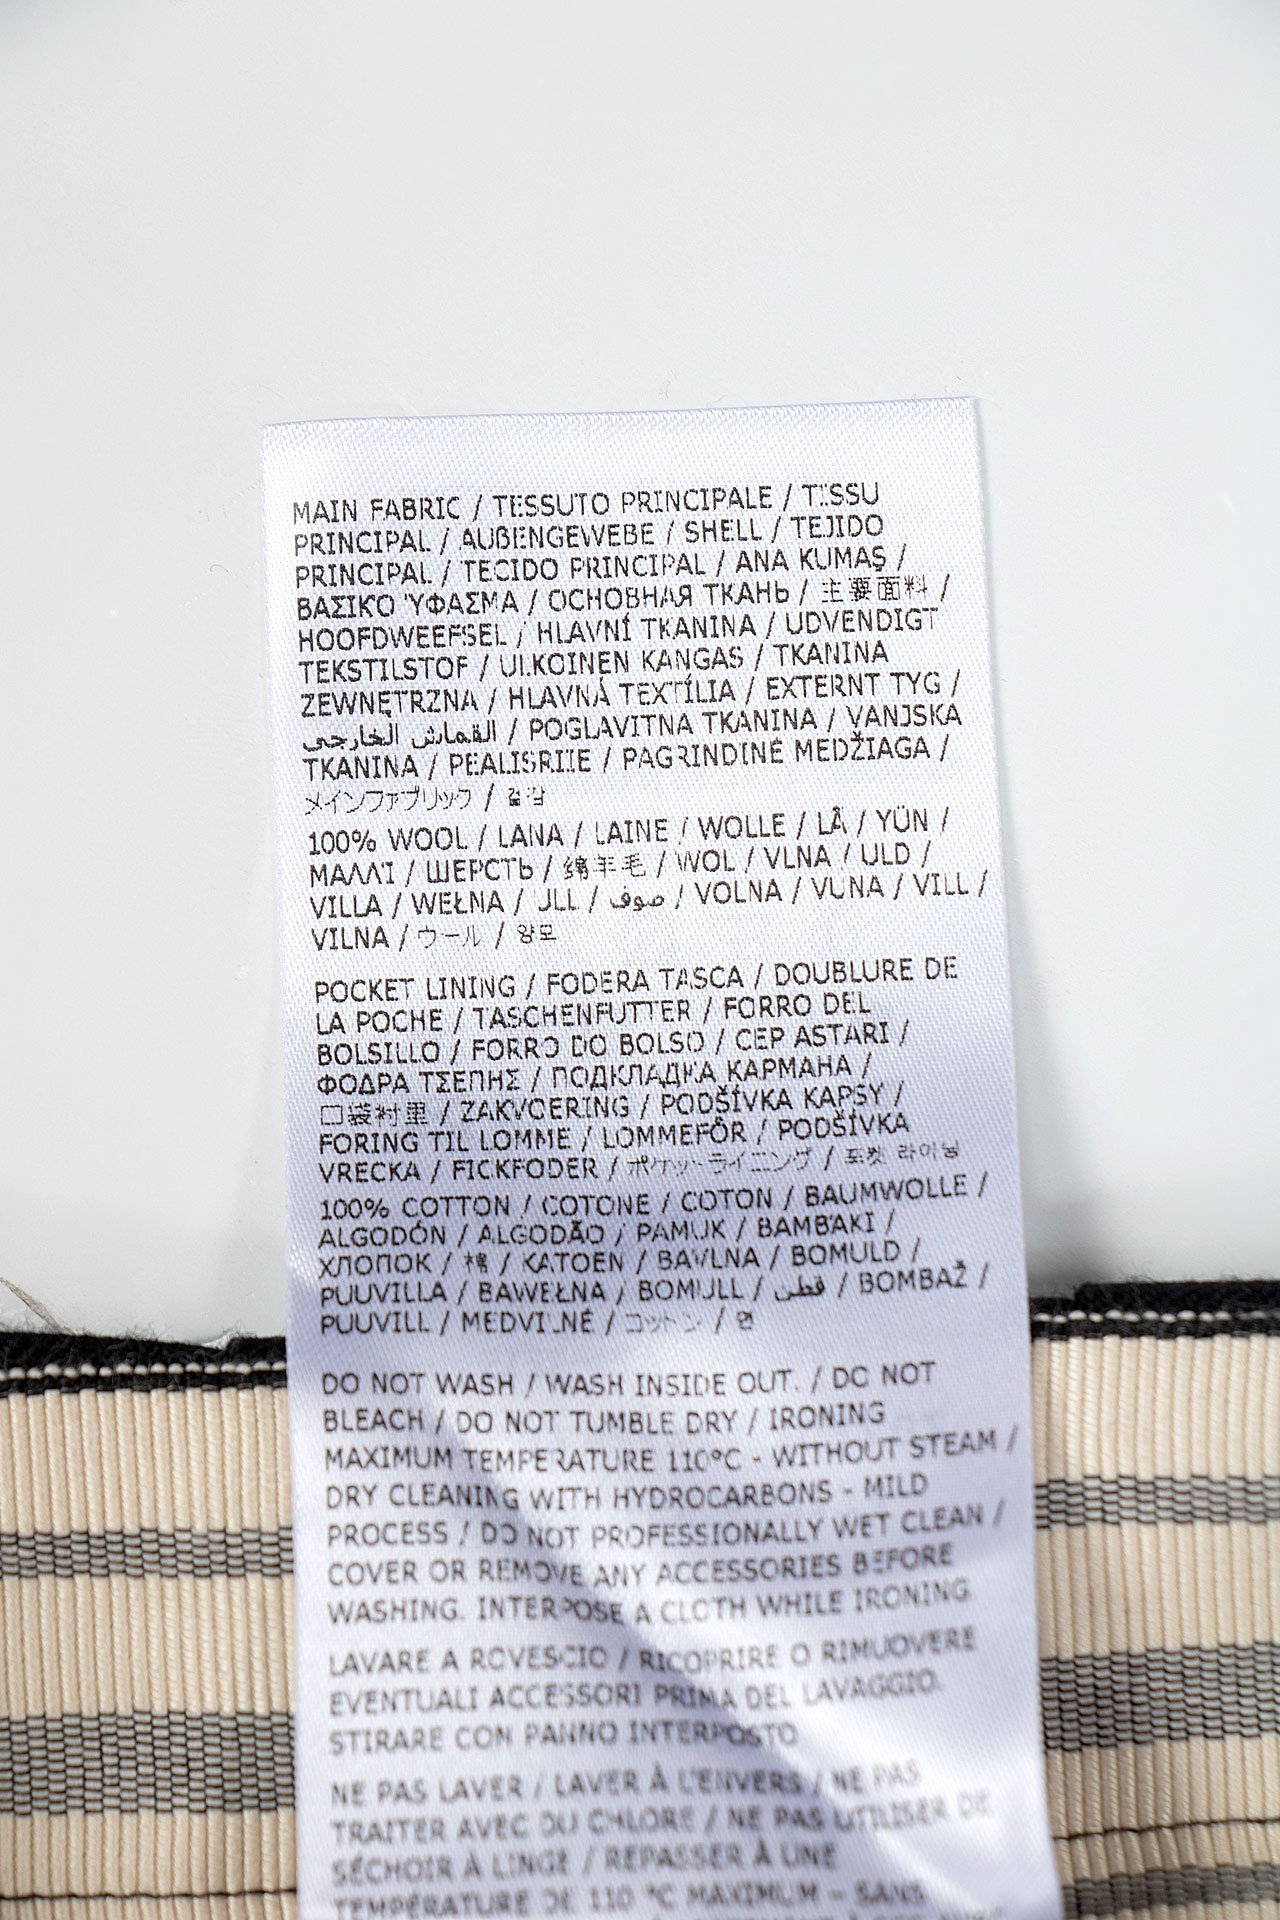 MAIN FABRIC / TESSUTO PRINCIPALE / TISSU
PRINCIPAL / AUßENGEWEBE / SHELL / TEJIDO
PRINCIPAL / TECIDO PRINCIPAL / ANA KUMAŞ /
ΒΑΣΙΚΟ ΎΦΑΣΜΑ / ОСНОВНАЯ ТКАНЬ / 主要面料 /
HOOFDWEEFSEL / HLAVNÍ TKANINA / UDVENDIGT
TEKSTILSTOF / ULKOINEN KANGAS / TKANINA
ZEWNĘTRZNA / HLAVNÁ TEXTÍLIA / EXTERNT TYG /
القماش الخارجي / POGLAVITNA TKANINA / VANJSKA
TKANINA / PEALISRIIE / PAGRINDINĖ MEDŽIAGA /
メインファブリック / 겉감
100% WOOL / LANA / LAINE / WOLLE / LÃ / YÜN /
ΜΑΛΛΊ / ШЕРСТЬ / 绵羊毛 / WOL / VLNA / ULD /
VILLA / WEŁNA / ULL / صوف / VOLNA / VUNA / VILL /
VILNA / ウール / 양모
POCKET LINING / FODERA TASCA / DOUBLURE DE
LA POCHE / TASCHENFUTTER / FORRO DEL
BOLSILLO / FORRO DO BOLSO / CEP ASTARI /
ΦΟΔΡΑ ΤΣΕΠΗΣ / ПОДКЛАДКА КАРМАНА /
口袋衬里 / ZAKVOERING / PODŠÍVKA KAPSY /
FORING TIL LOMME / LOMMEFÔR / PODŠÍVKA
VRECKA / FICKFODER / ポケットライニング / 포켓 라이닝
100% COTTON / COTONE / COTON / BAUMWOLLE /
ALGODÓN / ALGODÃO / PAMUK / ΒΑΜΒΆΚΙ /
ХЛОПОК / 棉 / KATOEN / BAVLNA / BOMULD /
PUUVILLA / BAWEŁNA / BOMULL / قطن / BOMBAŽ /
PUUVILL / MEDVILNĖ / コットン / 면
DO NOT WASH / WASH INSIDE OUT. / DO NOT
BLEACH / DO NOT TUMBLE DRY / IRONING
MAXIMUM TEMPERATURE 110°C - WITHOUT STEAM /
DRY CLEANING WITH HYDROCARBONS - MILD
PROCESS / DO NOT PROFESSIONALLY WET CLEAN /
COVER OR REMOVE ANY ACCESSORIES BEFORE
WASHING. INTERPOSE A CLOTH WHILE IRONING
LAVARE A ROVESCIO / RICOPRIRE O RIMUOVERE
EVENTUALI ACCESSORI PRIMA DEL LAVAGGIO.
STIRARE CON PANNO INTERPOSTO
NE PAS LAVER / LAVER À L'ENVERS / NE PAS
TRAITER AVEC DU CHLORE / NE PAS UTILISER DE
SÉCHOIR À LINGE / REPASSER À UNE
TEMPÉRATURE DE 110 °C MAXIMUM – SANS